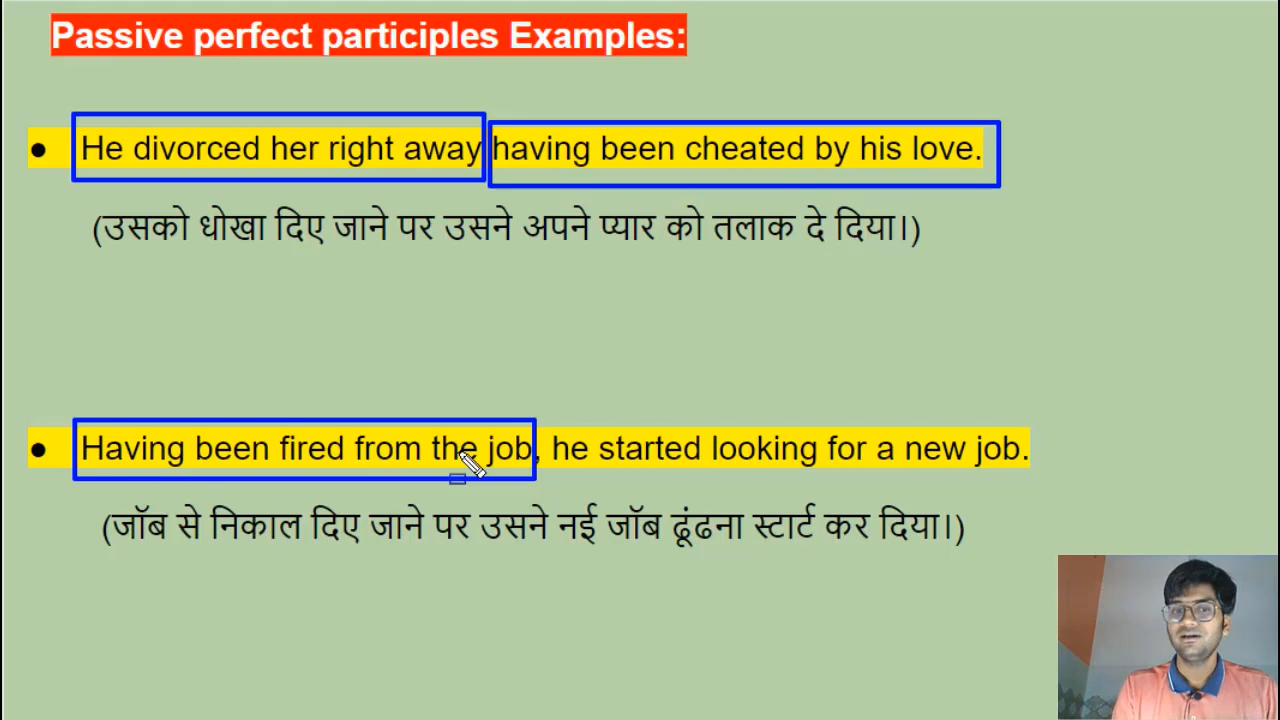 Passive perfect participles Examples:
● He divorced her right away having been cheated by his love.
(उसको धोखा दिए जाने पर उसने अपने प्यार को तलाक दे दिया।)
● Having been fired from the job, he started looking for a new job.
(जॉब से निकाल दिए जाने पर उसने नई जॉब ढूंढना स्टार्ट कर दिया।)